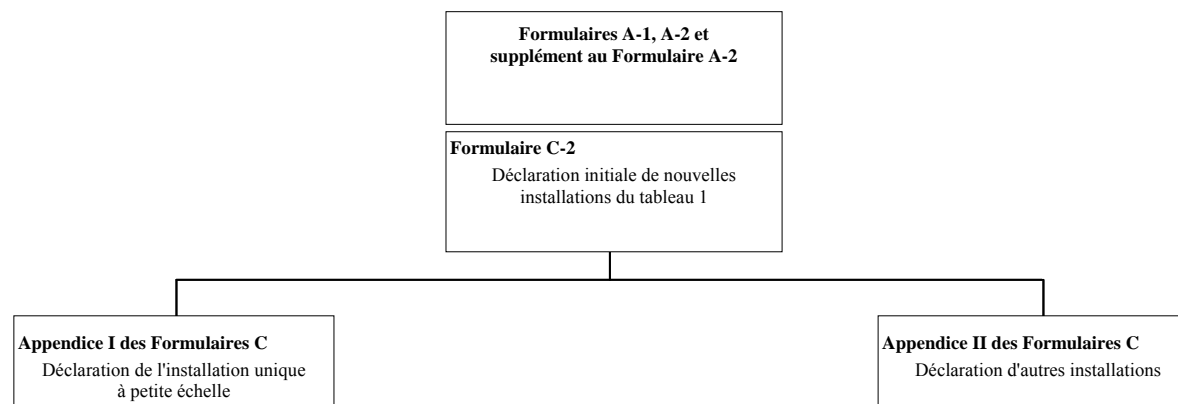 Formulaires A-1, A-2 et
supplément au Formulaire A-2
Formulaire C-2
Déclaration initiale de nouvelles
installations du tableau 1
Appendice I des Formulaires C
Déclaration de l'installation unique
à petite échelle
Appendice II des Formulaires C
Déclaration d'autres installations